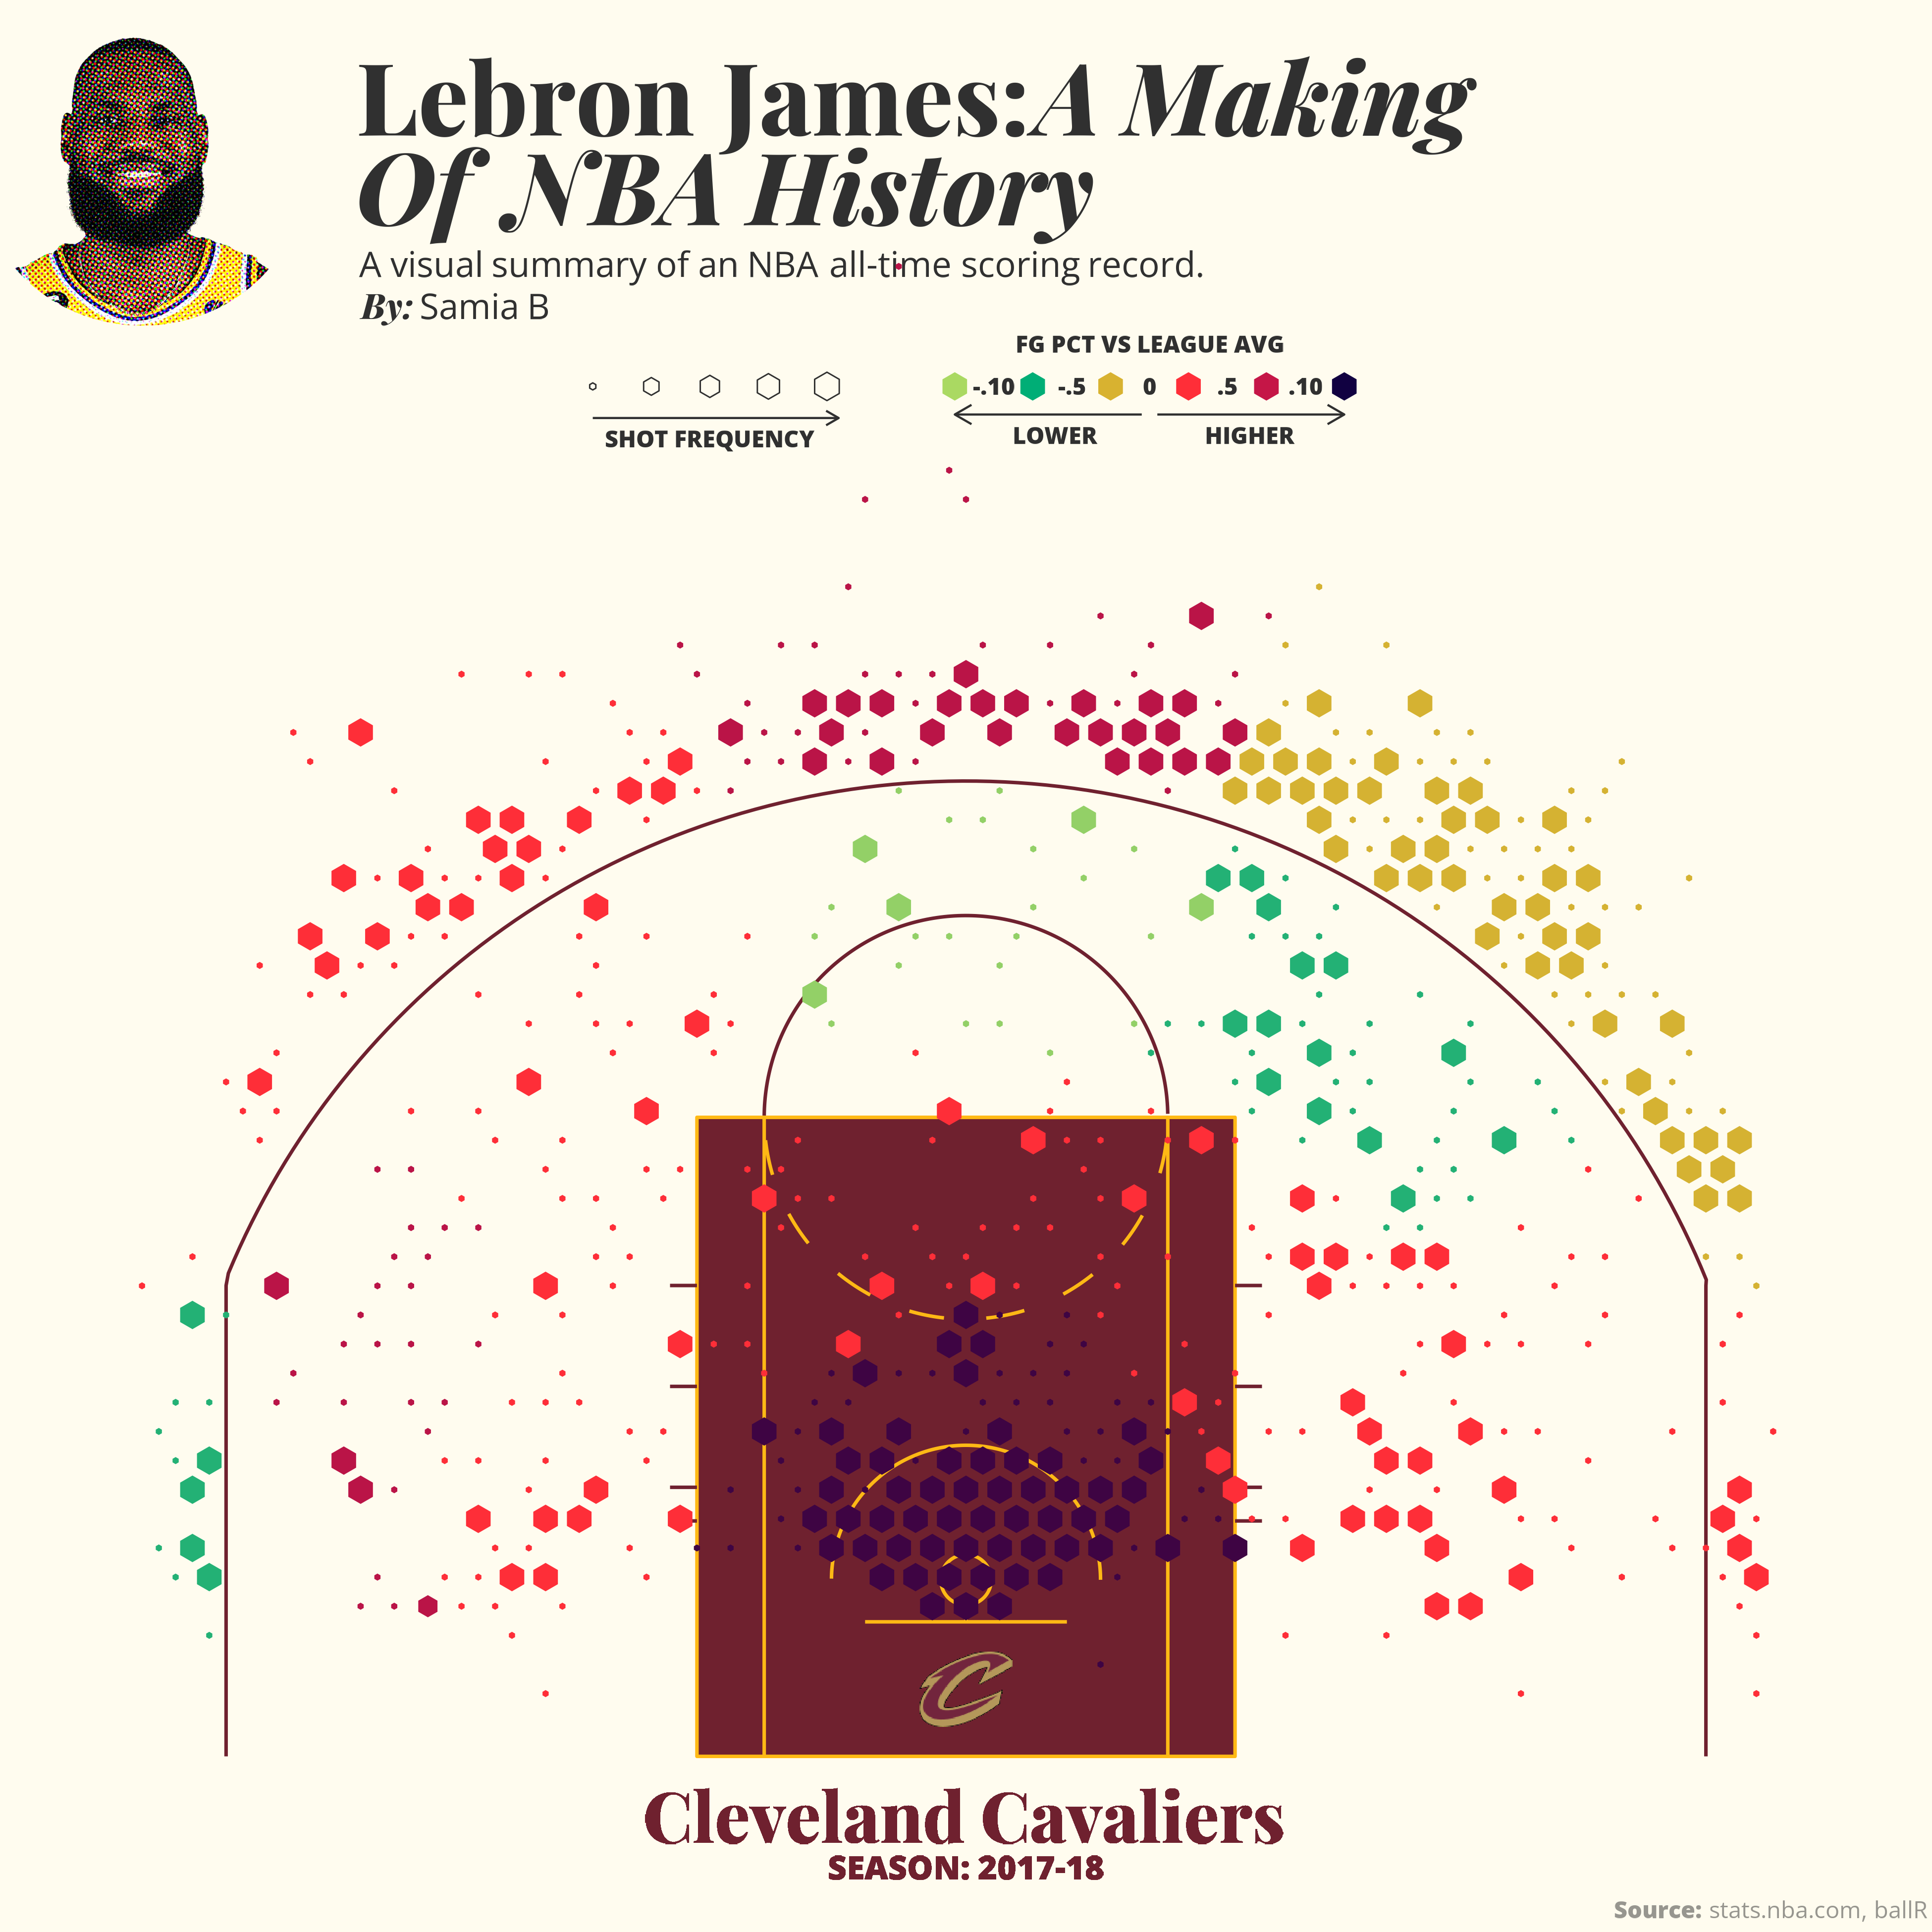 Lebron James:A Making
Of NBA History
A visual summary of an NBA all-time scoring record.
By: Samia B
FG PCT VS LEAGUE AVG
-.10 -.5 0 .5 .10
SHOT FREQUENCY
LOWER HIGHER
C
Cleveland Cavaliers
SEASON: 2017-18
Source: stats.nba.com, ballR